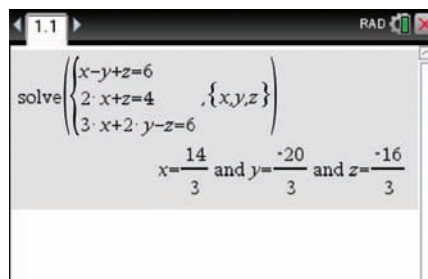 1.1 RAD
solve({x-y+z=6
2·x+z=4
3·x+2·y-z=6 ,{x,y,z})
x=14/3 and y=-20/3 and z=-16/3